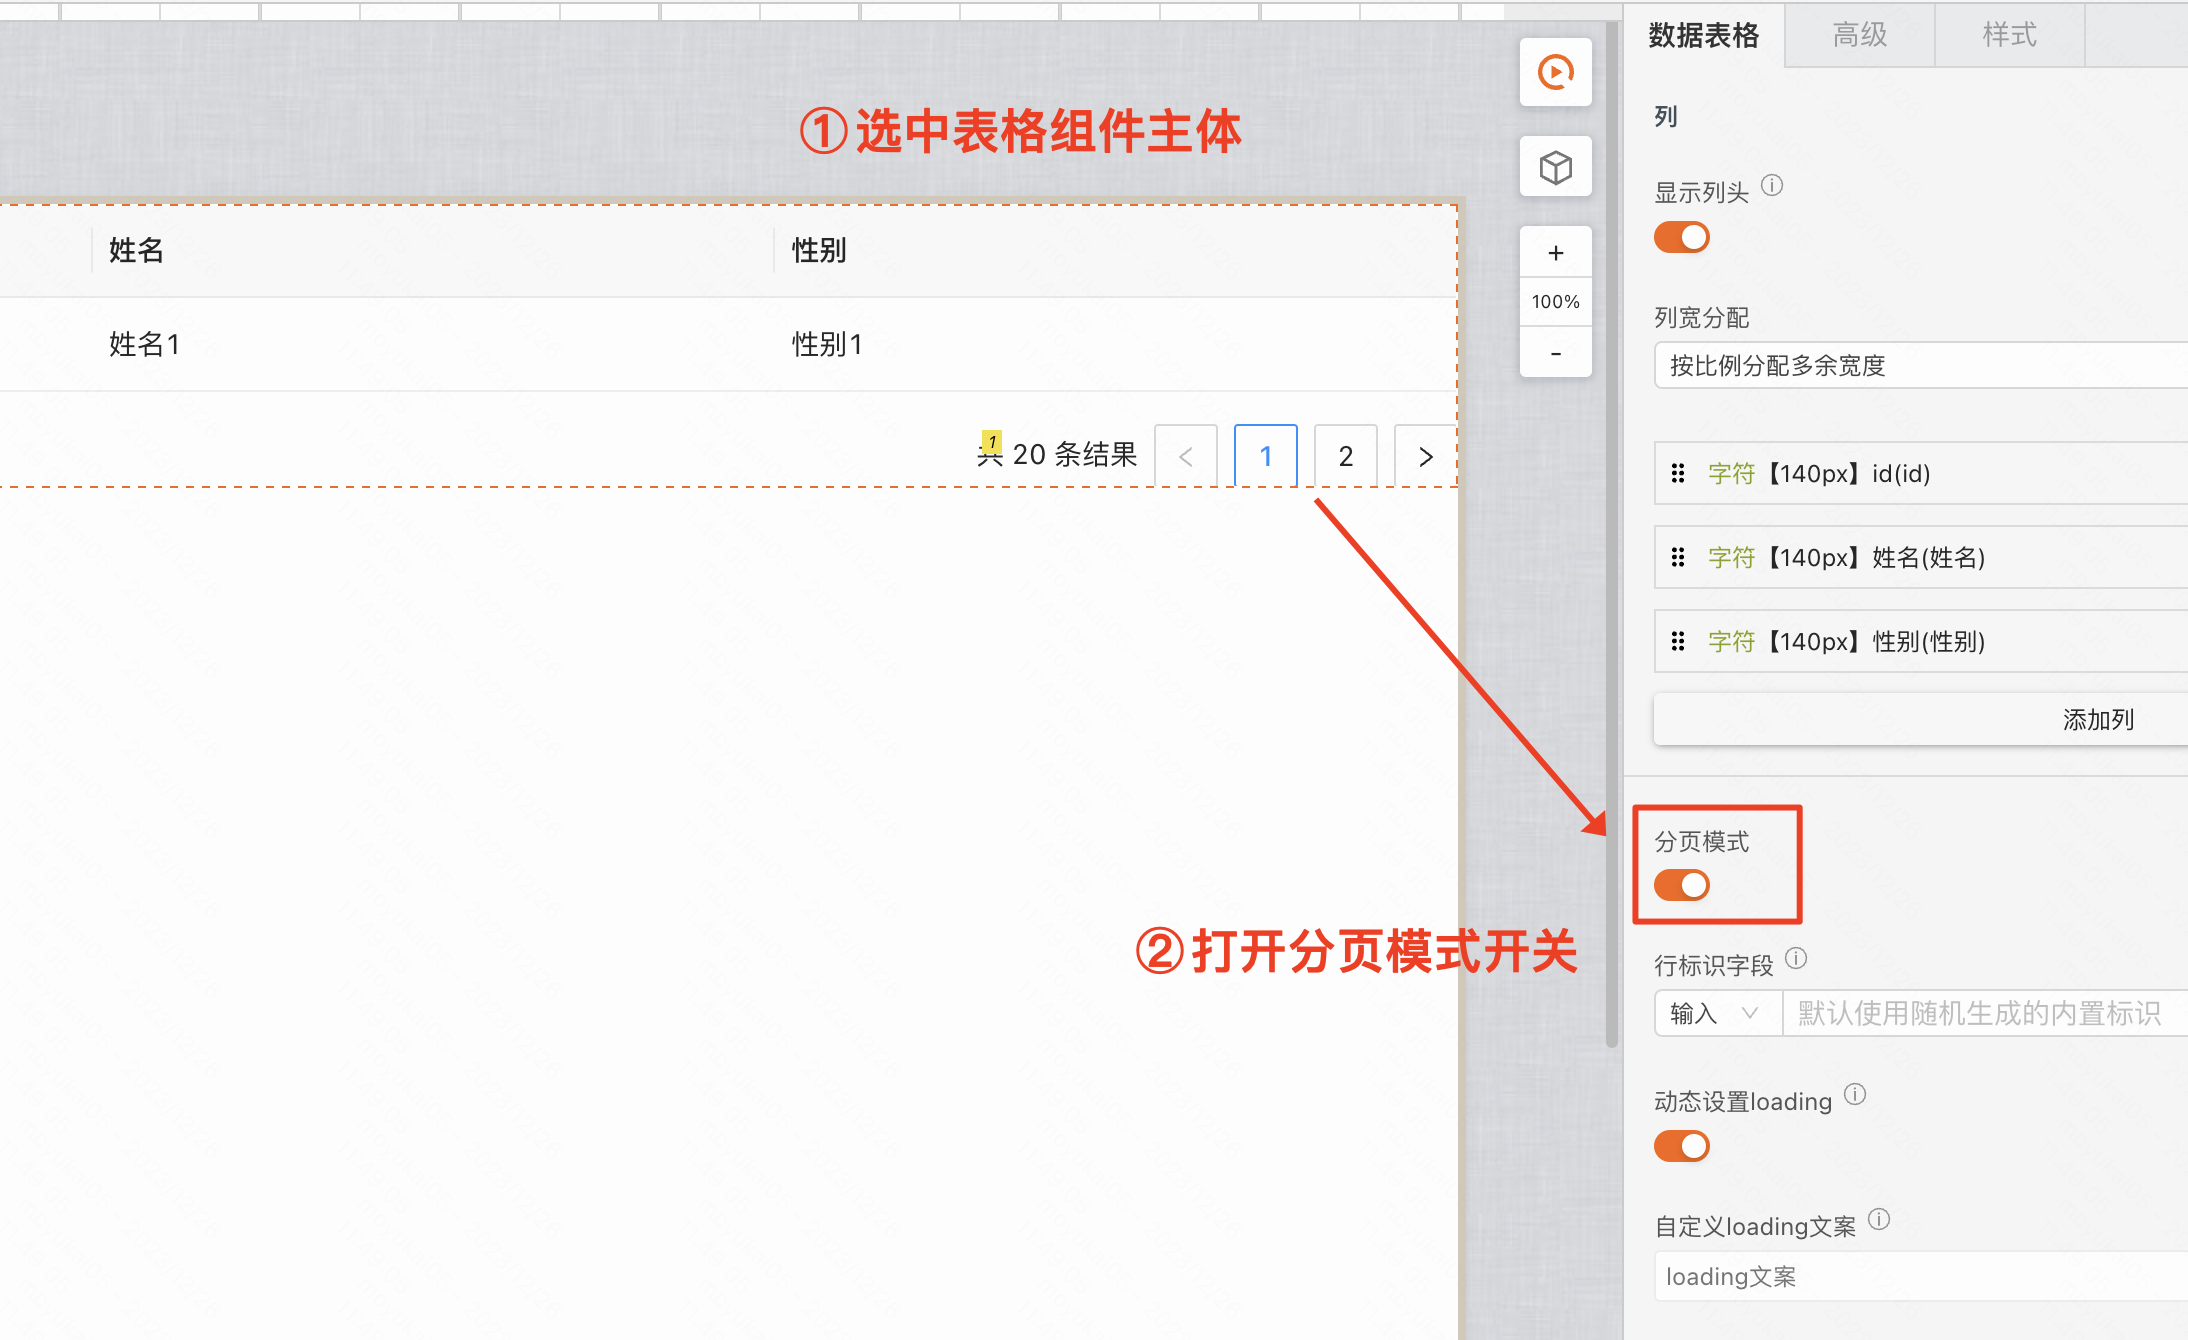 ①选中表格组件主体
姓名 性别
姓名1 性别1
1
共 20 条结果 < 1 2 >
②打开分页模式开关
+
100%
-
数据表格 高级 样式
列
显示列头
列宽分配
按比例分配多余宽度
字符【140px】id(id)
字符【140px】姓名(姓名)
字符【140px】性别(性别)
添加列
分页模式
行标识字段
输入 默认使用随机生成的内置标识
动态设置loading
自定义loading文案
loading文案